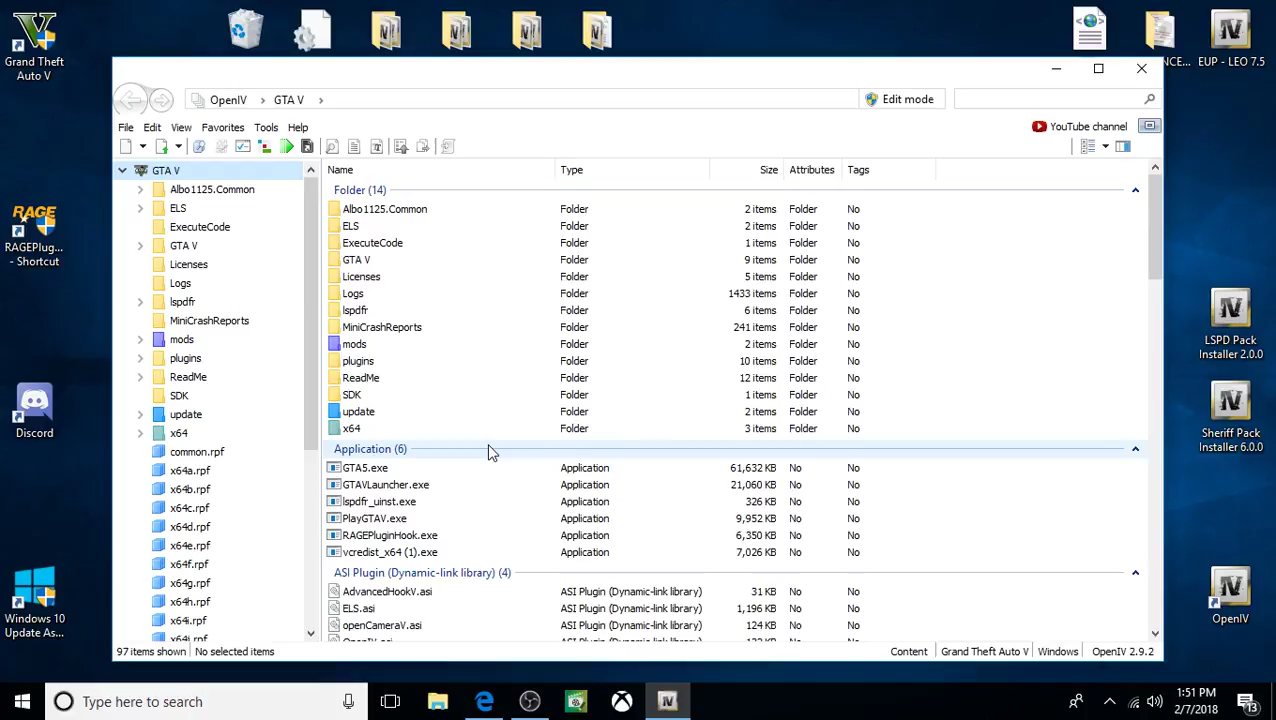 Grand Theft
Auto V
NCE...
EUP - LEO 7.5
OpenIV
GTA V
Edit mode
File
Edit
View
Favorites
Tools
Help
YouTube channel
GTA V
Albo1125.Common
ELS
ExecuteCode
GTA V
Licenses
Logs
lspdfr
MiniCrashReports
mods
plugins
ReadMe
SDK
update
x64
common.rpf
x64a.rpf
x64b.rpf
x64c.rpf
x64d.rpf
x64e.rpf
x64f.rpf
x64g.rpf
x64h.rpf
x64i.rpf
Name Type Size Attributes Tags
Folder (14)
Albo1125.Common Folder 2 items Folder No
ELS Folder 2 items Folder No
ExecuteCode Folder 1 items Folder No
GTA V Folder 9 items Folder No
Licenses Folder 5 items Folder No
Logs Folder 1433 items Folder No
lspdfr Folder 6 items Folder No
MiniCrashReports Folder 241 items Folder No
mods Folder 2 items Folder No
plugins Folder 10 items Folder No
ReadMe Folder 12 items Folder No
SDK Folder 1 items Folder No
update Folder 2 items Folder No
x64 Folder 3 items Folder No
Application (6)
GTA5.exe Application 61,632 KB No No
GTAVLauncher.exe Application 21,060 KB No No
lspdfr_uninst.exe Application 326 KB No No
PlayGTAV.exe Application 9,952 KB No No
RAGEPluginHook.exe Application 6,350 KB No No
vcredist_x64 (1).exe Application 7,026 KB No No
ASI Plugin (Dynamic-link library) (4)
AdvancedHookV.asi ASI Plugin (Dynamic-link library) 31 KB No No
ELS.asi ASI Plugin (Dynamic-link library) 1,196 KB No No
openCameraV.asi ASI Plugin (Dynamic-link library) 124 KB No No
97 items shown
No selected items
Content
Grand Theft Auto V
Windows
OpenIV 2.9.2
RAGE
RAGEPlug...
- Shortcut
Discord
Windows 10
Update As...
LSPD Pack
Installer 2.0.0
Sheriff Pack
Installer 6.0.0
OpenIV
Type here to search
1:51 PM
2/7/2018
13